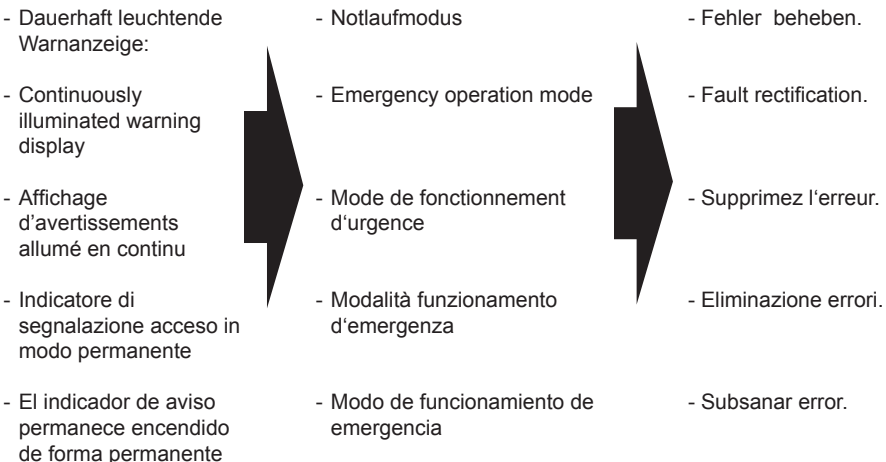 - Dauerhaft leuchtende
Warnanzeige:
- Continuously
illuminated warning
display
- Affichage
d'avertissements
allumé en continu
- Indicatore di
segnalazione acceso in
modo permanente
- El indicador de aviso
permanece encendido
de forma permanente
- Notlaufmodus
- Emergency operation mode
- Mode de fonctionnement
d‘urgence
- Modalità funzionamento
d‘emergenza
- Modo de funcionamiento de
emergencia
- Fehler  beheben.
- Fault rectification.
- Supprimez l‘erreur.
- Eliminazione errori.
- Subsanar error.